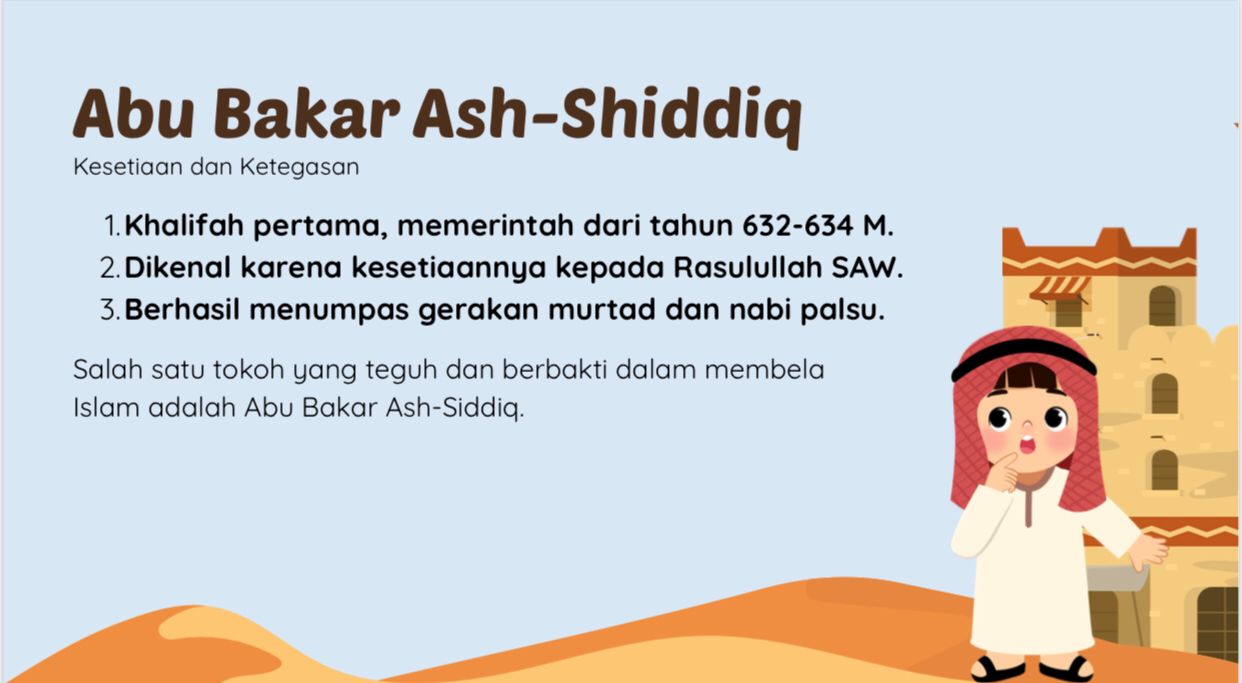 Abu Bakar Ash-Shiddiq
Kesetiaan dan Ketegasan
1. Khalifah pertama, memerintah dari tahun 632-634 M.
2. Dikenal karena kesetiaannya kepada Rasulullah SAW.
3. Berhasil menumpas gerakan murtad dan nabi palsu.
Salah satu tokoh yang teguh dan berbakti dalam membela
Islam adalah Abu Bakar Ash-Siddiq.